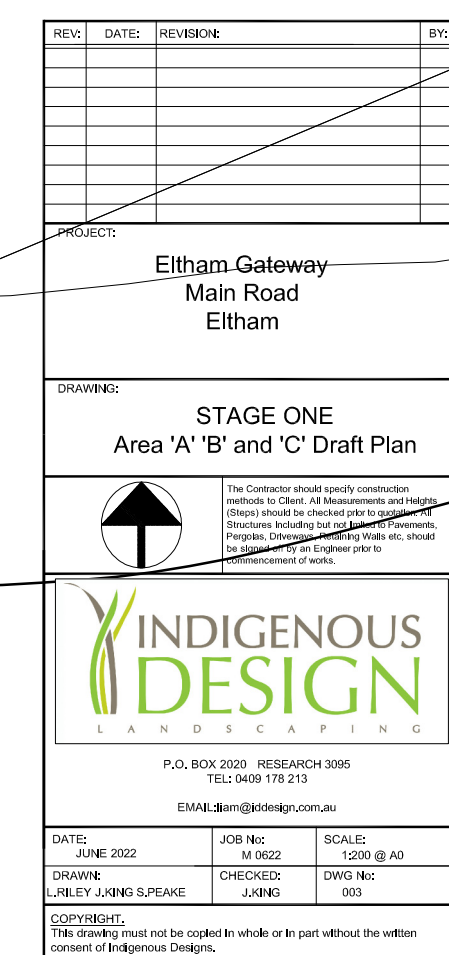 REV: DATE: REVISION: BY:
PROJECT:
Eltham Gateway
Main Road
Eltham
DRAWING:
STAGE ONE
Area 'A' 'B' and 'C' Draft Plan
The Contractor should specify construction
methods to Client. All Measurements and Heights
(Steps) should be checked prior to quotation. All
Structures Including but not limited to Pavements,
Pergolas, Driveways, Retaining Walls etc, should
be signed off by an Engineer prior to
commencement of works.
INDIGENOUS
DESIGN
LANDSCAPING
P.O. BOX 2020 RESEARCH 3095
TEL: 0409 178 213
EMAIL:liam@iddesign.com.au
DATE: JOB No: SCALE:
JUNE 2022 M 0622 1:200 @ A0
DRAWN: CHECKED: DWG No:
L.RILEY J.KING S.PEAKE J.KING 003
COPYRIGHT.
This drawing must not be copied in whole or in part without the written
consent of Indigenous Designs.